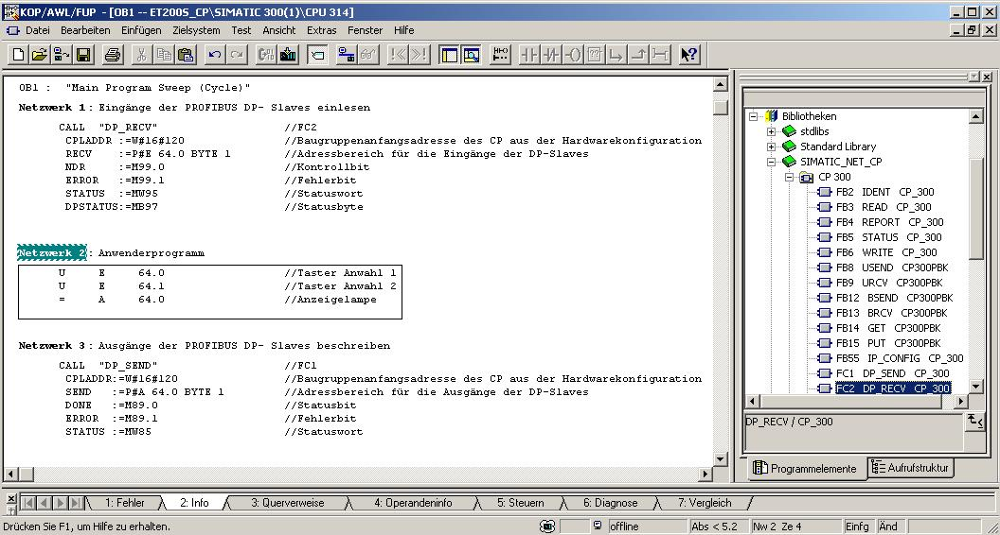 KOP/AWL/FUP - [OB1 -- ET200S_CP\SIMATIC 300(1)\CPU 314]
Datei Bearbeiten Einfügen Zielsystem Test Ansicht Extras Fenster Hilfe
OB1 : "Main Program Sweep (Cycle)"
Netzwerk 1: Eingänge der PROFIBUS DP- Slaves einlesen
CALL "DP_RECV" //FC2
CPLADDR :=W#16#120 //Baugruppenanfangsadresse des CP aus der Hardwarekonfiguration
RECV :=P#E 64.0 BYTE 1 //Adressbereich für die Eingänge der DP-Slaves
NDR :=M99.0 //Kontrollbit
ERROR :=M99.1 //Fehlerbit
STATUS :=MW95 //Statuswort
DPSTATUS:=MB97 //Statusbyte
Netzwerk 2: Anwenderprogramm
U E 64.0 //Taster Anwahl 1
U E 64.1 //Taster Anwahl 2
= A 64.0 //Anzeigelampe
Netzwerk 3: Ausgänge der PROFIBUS DP- Slaves beschreiben
CALL "DP_SEND" //FC1
CPLADDR:=W#16#120 //Baugruppenanfangsadresse des CP aus der Hardwarekonfiguration
SEND :=P#A 64.0 BYTE 1 //Adressbereich für die Ausgänge der DP-Slaves
DONE :=M89.0 //Statusbit
ERROR :=M89.1 //Fehlerbit
STATUS :=MW85 //Statuswort
Bibliotheken
stdlibs
Standard Library
SIMATIC_NET_CP
CP 300
FB2 IDENT CP_300
FB3 READ CP_300
FB4 REPORT CP_300
FB5 STATUS CP_300
FB6 WRITE CP_300
FB8 USEND CP300PBK
FB9 URCV CP300PBK
FB12 BSEND CP300PBK
FB13 BRCV CP300PBK
FB14 GET CP300PBK
FB15 PUT CP300PBK
FB55 IP_CONFIG CP_300
FC1 DP_SEND CP_300
FC2 DP_RECV CP_300
DP_RECV / CP_300
Programmelemente Aufrufstruktur
1: Fehler 2: Info 3: Querverweise 4: Operandeninfo 5: Steuern 6: Diagnose 7: Vergleich
Drücken Sie F1, um Hilfe zu erhalten. offline Abs < 5.2 Nw 2 Ze 4 Einfg Änd